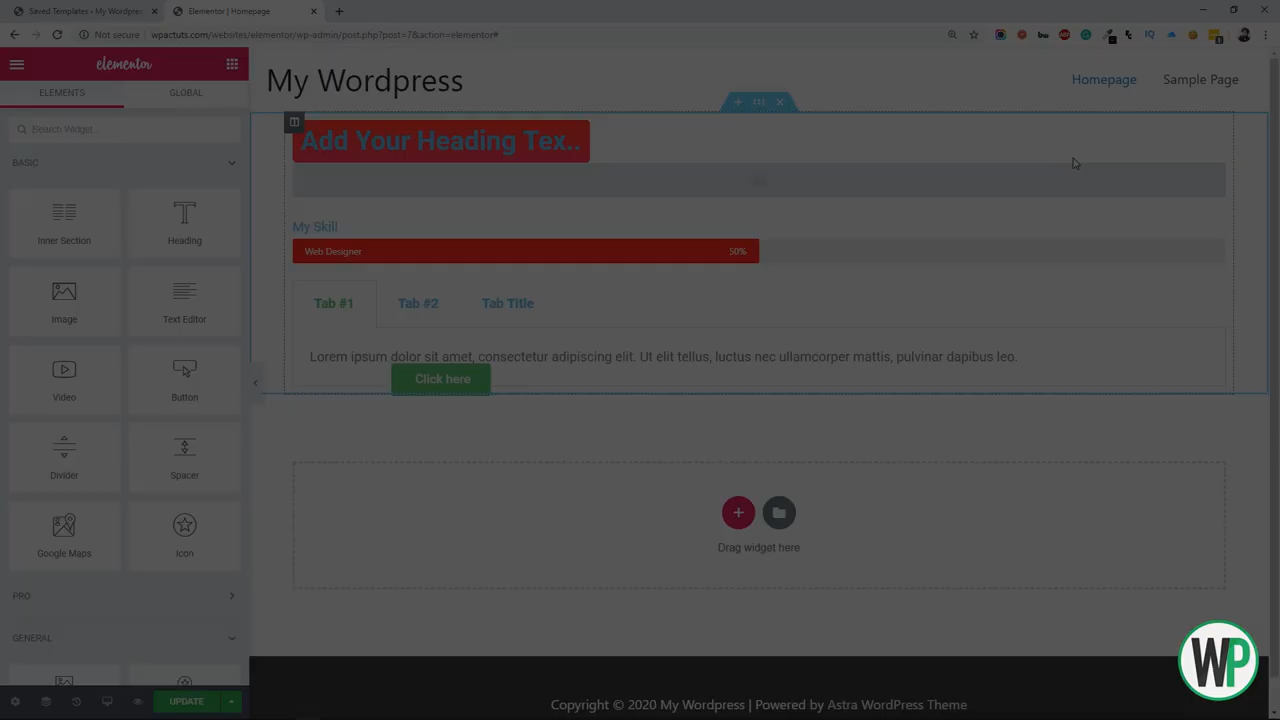 Saved Templates ‹ My Wordpres
Elementor | Homepage
Not secure
wpactuts.com/websites/elementor/wp-admin/post.php?post=7&action=elementor#
elementor
ELEMENTS
GLOBAL
Search Widget...
BASIC
Inner Section
Heading
Image
Text Editor
Video
Button
Divider
Spacer
Google Maps
Icon
PRO
GENERAL
UPDATE
My Wordpress
Homepage
Sample Page
Add Your Heading Tex..
My Skill
Web Designer
50%
Tab #1
Tab #2
Tab Title
Lorem ipsum dolor sit amet, consectetur adipiscing elit. Ut elit tellus, luctus nec ullamcorper mattis, pulvinar dapibus leo.
Click here
Drag widget here
Copyright © 2020 My Wordpress | Powered by Astra WordPress Theme
WP